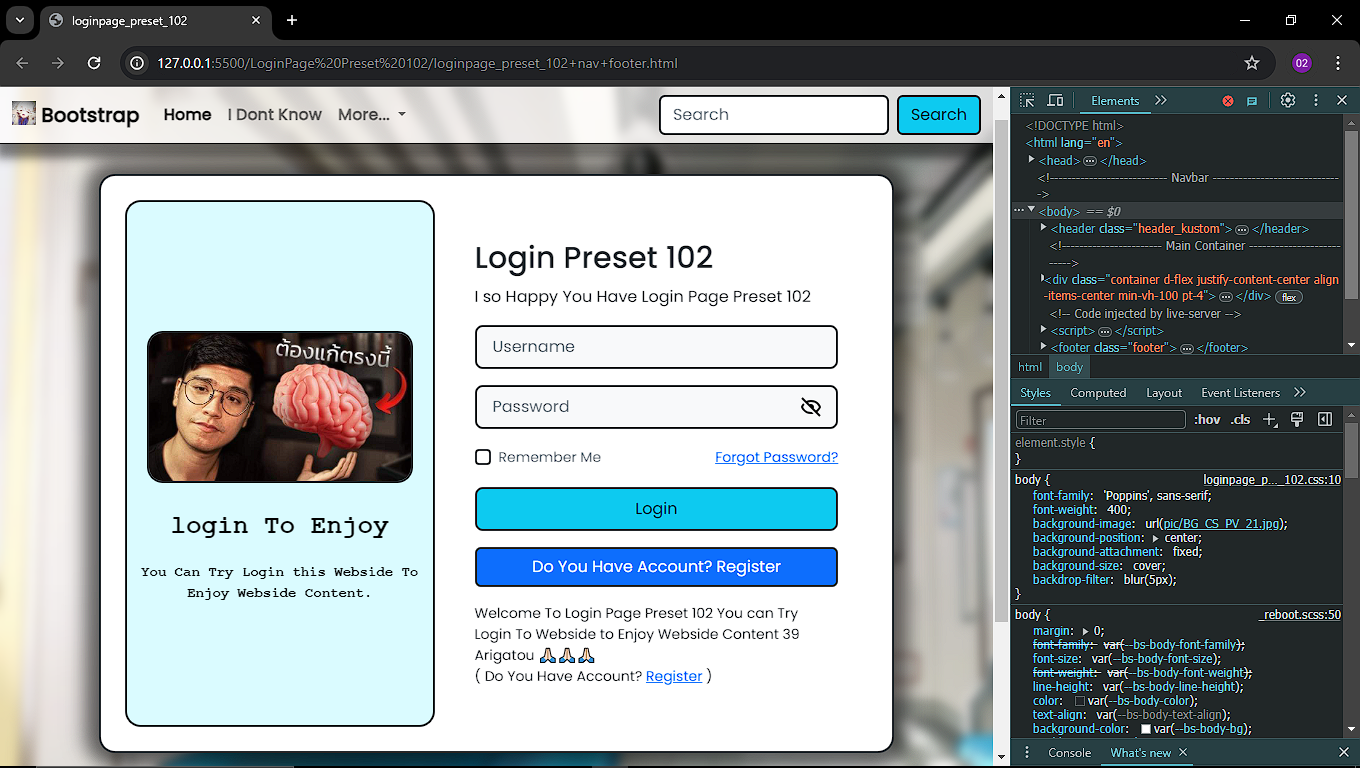 loginpage_preset_102
127.0.0.1:5500/LoginPage%20Preset%20102/loginpage_preset_102+nav+footer.html
02
Bootstrap
Home
I Dont Know
More...
Search
Search
ต้องแก้ตรงนี้
login To Enjoy
You Can Try Login this Webside To
Enjoy Webside Content.
Login Preset 102
I so Happy You Have Login Page Preset 102
Username
Password
Remember Me
Forgot Password?
Login
Do You Have Account? Register
Welcome To Login Page Preset 102 You can Try
Login To Webside to Enjoy Webside Content 39
Arigatou 🙏🙏🙏
( Do You Have Account? Register )
Elements
<!DOCTYPE html>
<html lang="en">
<head> ... </head>
<!---------------------------- Navbar ------------------------------
->
... <body> == $0
<header class="header_kustom"> ... </header>
<!------------------------ Main Container ----------------------
----->
<div class="container d-flex justify-content-center align
-items-center min-vh-100 pt-4"> ... </div> flex
<!-- Code injected by live-server -->
<script> ... </script>
<footer class="footer"> ... </footer>
html body
Styles Computed Layout Event Listeners
Filter
:hov .cls
element.style {
}
body { loginpage_p…_102.css:10
font-family: 'Poppins', sans-serif;
font-weight: 400;
background-image: url(pic/BG_CS_PV_21.jpg);
background-position: center;
background-attachment: fixed;
background-size: cover;
backdrop-filter: blur(5px);
}
body { _reboot.scss:50
margin: 0;
font-family: var(--bs-body-font-family);
font-size: var(--bs-body-font-size);
font-weight: var(--bs-body-font-weight);
line-height: var(--bs-body-line-height);
color: var(--bs-body-color);
text-align: var(--bs-body-text-align);
background-color: var(--bs-body-bg);
Console What's new